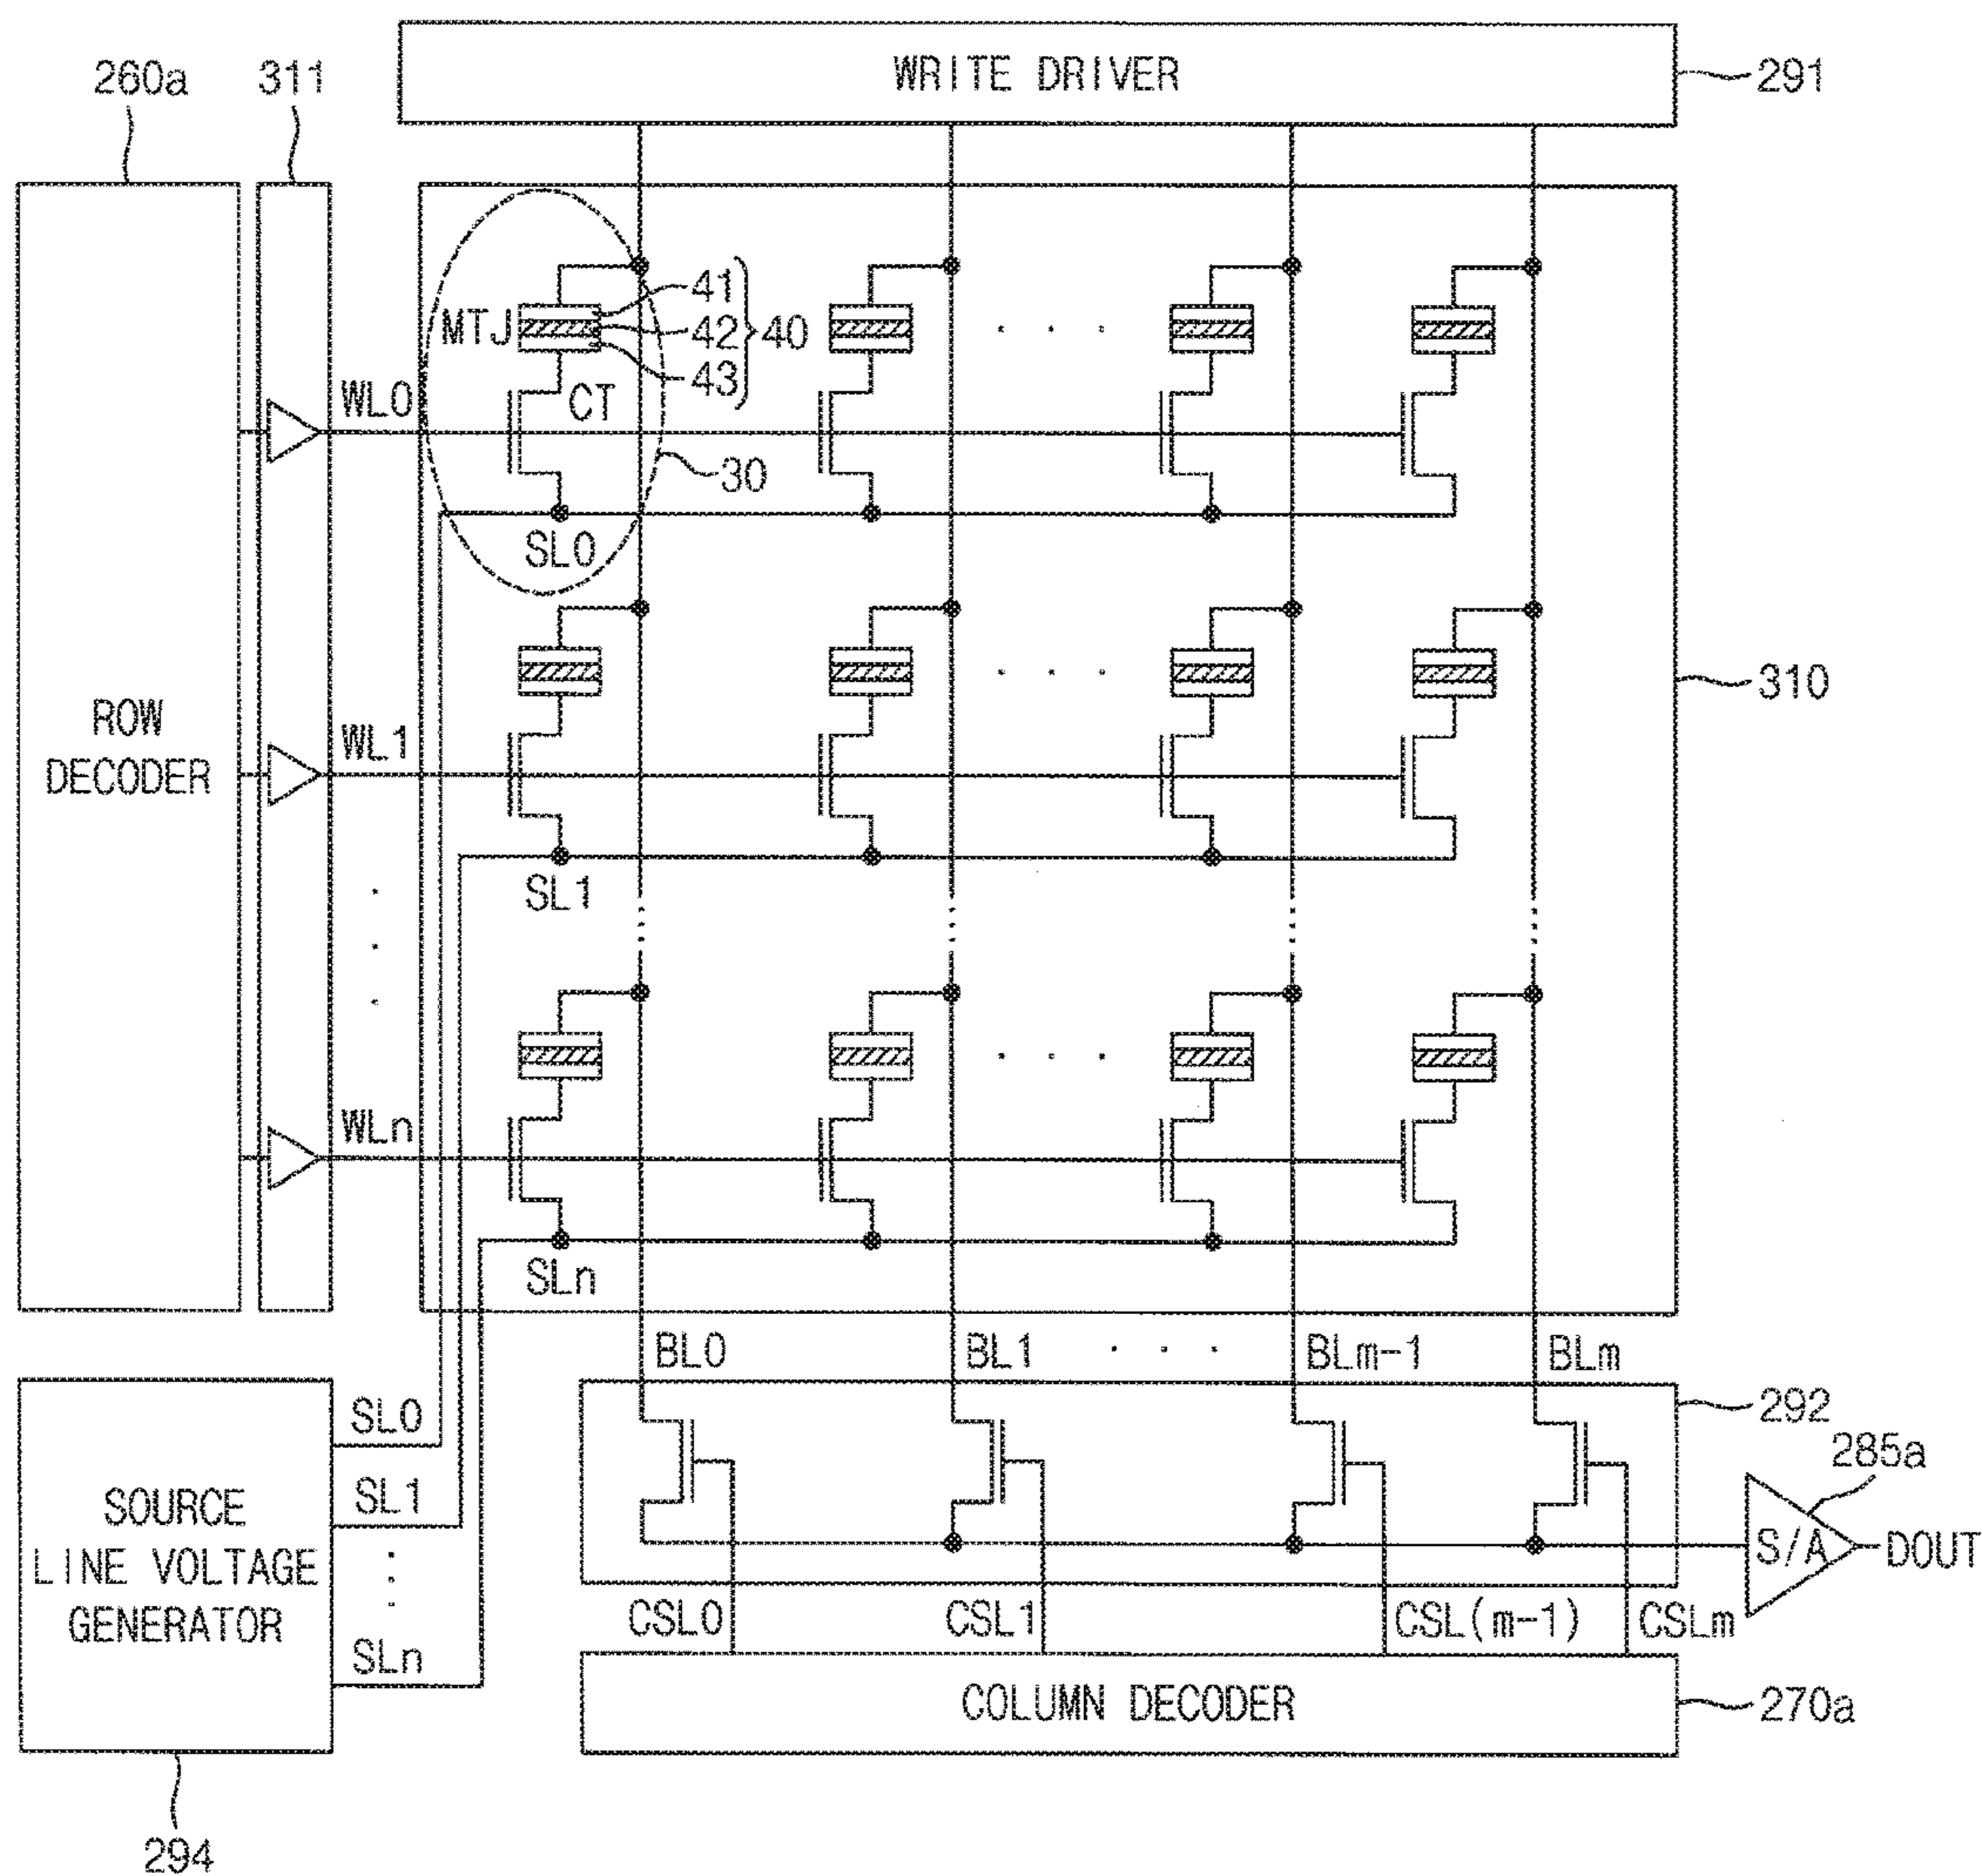 WRITE DRIVER
291
260a
311
41
MTJ
42
40
43
WL0
CT
30
SL0
310
ROW
DECODER
WL1
SL1
WLn
SLn
BL0
BL1
BLm-1
BLm
292
SL0
285a
SL1
SOURCE
LINE VOLTAGE
GENERATOR
S/A
DOUT
CSL0
CSL1
CSL(m-1)
CSLm
SLn
COLUMN DECODER
270a
294